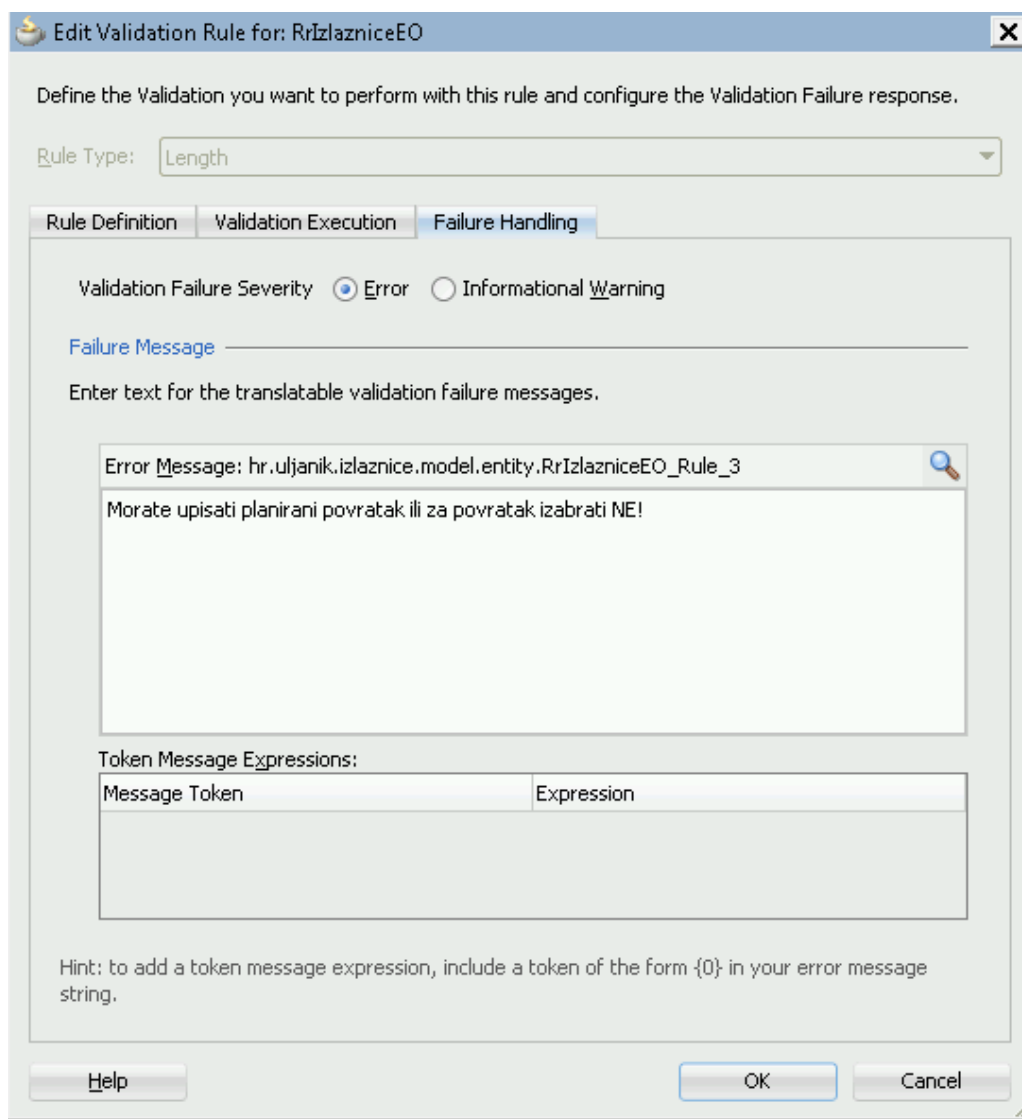 Edit Validation Rule for: RrIzlazniceEO
Define the Validation you want to perform with this rule and configure the Validation Failure response.
Rule Type: Length
Rule Definition Validation Execution Failure Handling
Validation Failure Severity Error Informational Warning
Failure Message
Enter text for the translatable validation failure messages.
Error Message: hr.uljanik.izlaznice.model.entity.RrIzlazniceEO_Rule_3
Morate upisati planirani povratak ili za povratak izabrati NE!
Token Message Expressions:
Message Token Expression
Hint: to add a token message expression, include a token of the form {0} in your error message
string.
Help OK Cancel